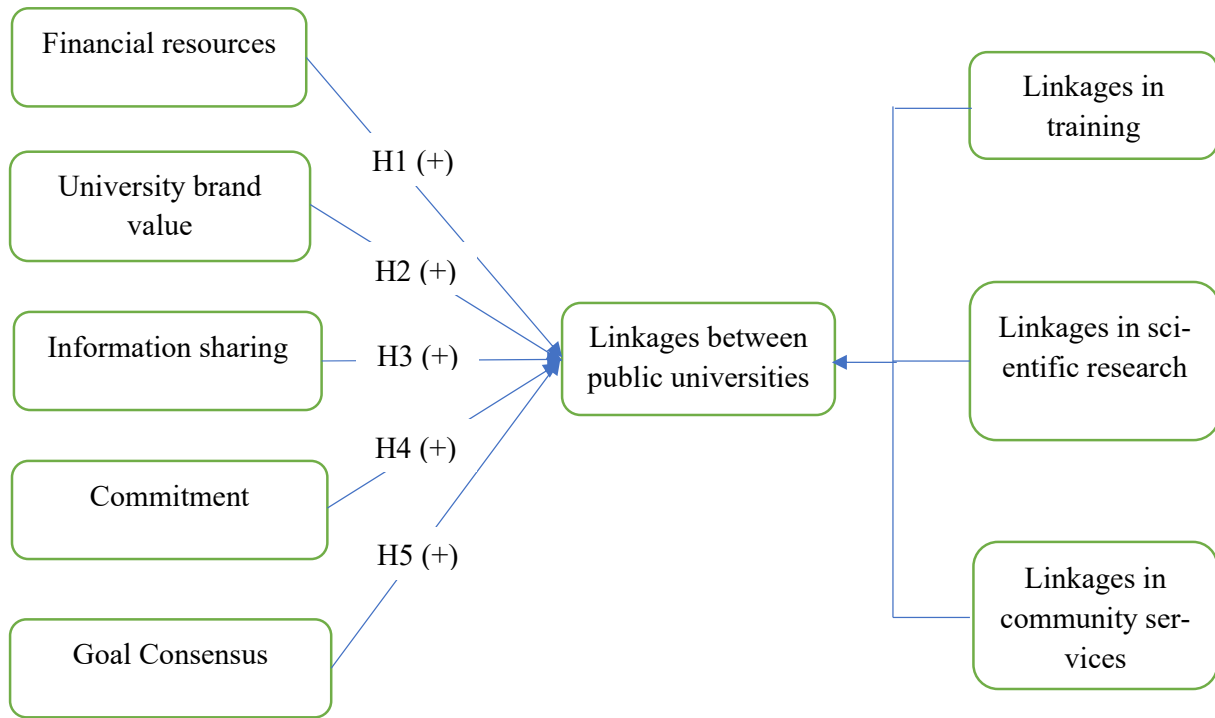 Financial resources
H1 (+)
University brand
value
H2 (+)
Information sharing
H3 (+)
Commitment
H4 (+)
Goal Consensus
H5 (+)
Linkages between
public universities
Linkages in
training
Linkages in sci-
entific research
Linkages in
community ser-
vices